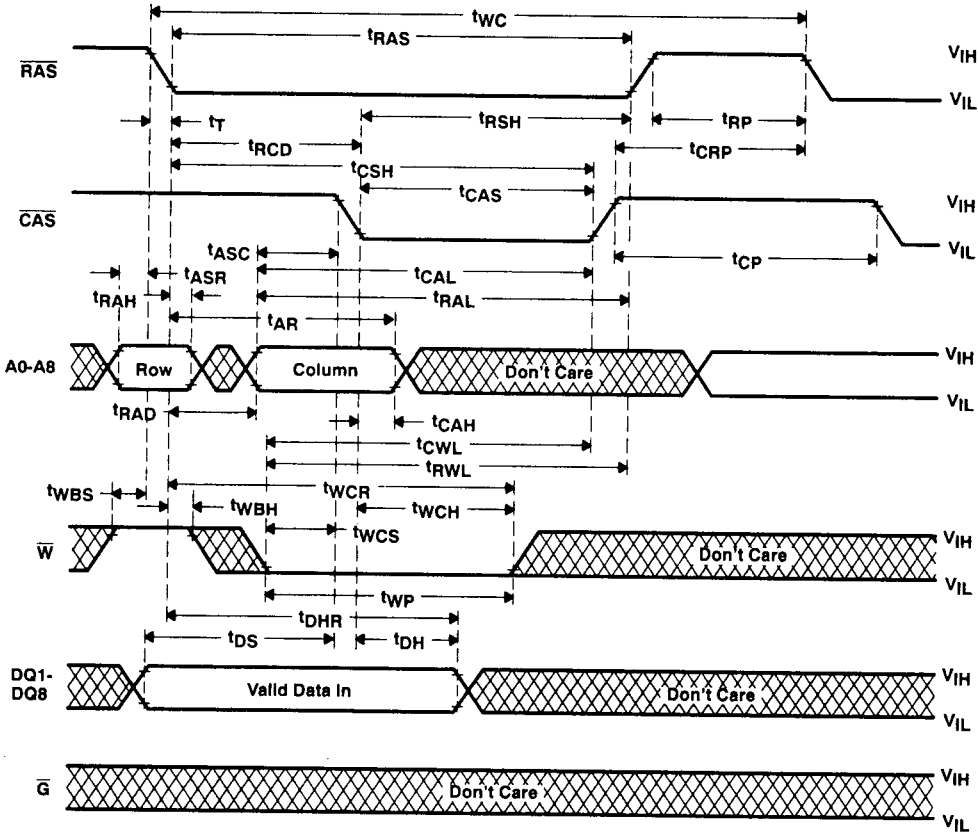 tWC
tRAS
RAS
VIH
VIL
tT
tRSH
tRP
tRCD
tCRP
tCSH
tCAS
CAS
VIH
VIL
tASC
tCP
tASR
tCAL
tRAH
tRAL
tAR
A0-A8
Row
Column
Don't Care
VIH
VIL
tRAD
tCAH
tCWL
tRWL
tWBS
tWCR
tWBH
tWCH
W
tWCS
Don't Care
VIH
VIL
tWP
tDHR
tDS
tDH
DQ1-
DQ8
Valid Data In
Don't Care
VIH
VIL
G
Don't Care
VIH
VIL